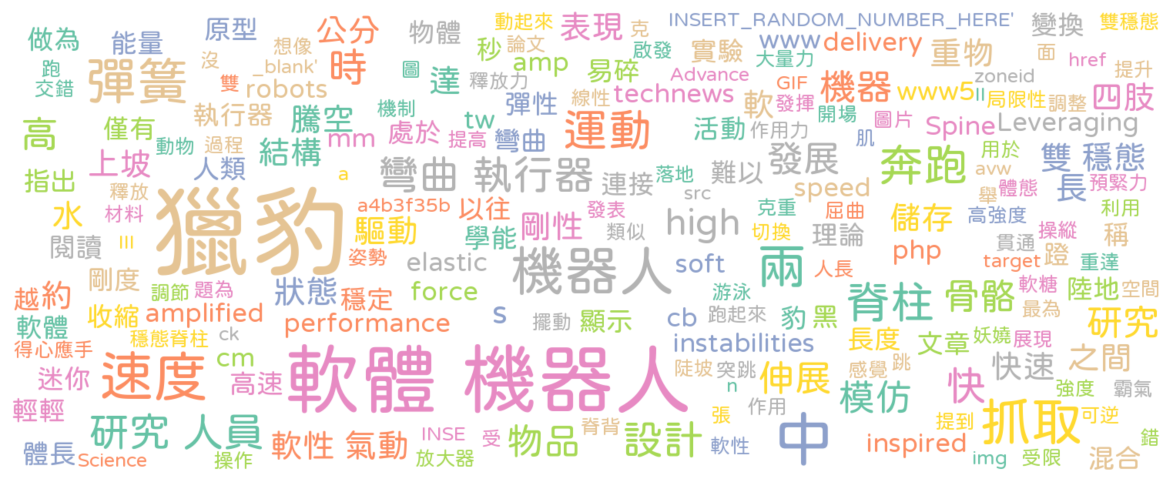 動起來 克 INSERT_RANDOM_NUMBER_HERE' 變換 雙穩態
做為 能量 原型 公分 物體 秒 論文 表現 啟發 實驗 www delivery 重物 面 href
跑 交錯 彈簧 想像 沒 _blank' 雙 時 圖 達 釋放力 amp 易碎 大量力 Advance GIF 機器 zoneid 提升
robots 執行器 機制 tw 彈性 線性 technews 軟 發揮 開場 www5 ll 局限性 調整 四肢
高 僅有 騰空 mm 處於 提高 彎曲 運動 活動 作用力 肌 圖片 Spine Leveraging
動物 過程 結構 上坡 人類 彎曲 執行器 連接 落地 難以 發展 奔跑 用於 avw 雙 穩態
指出 釋放 a 獵豹 src speed 舉 體態 長 預緊力
水 材料 a4b3f35b 以往 剛性 發表 類似 high 克重 切換 屈曲 儲存 高強度 貫通 操縱 利用
閱讀 lll 驅動 學能 理論 php 蹬 稱
剛度 姿勢 elastic 機器人 soft 兩 人長 target 重達
越 約 調節 題為 狀態 穩定 force 游泳 脊柱 骨骼 軟糖 陸地 空間
軟體 收縮 amplified s 擺動 顯示 cb 跑起來 豹 黑 最為 研究
得心應手 穩態脊柱 ck performance instabilities 長度 文章 妖嬈 展現
迷你 cm 速度 高速 軟體 機器人 陡坡 突跳 伸展 感覺 跳 快速 之間
輕輕 n 模仿 快 強度 霸氣
研究 人員 軟性 氣動 INSE 受 物品 脊背 設計 張 作用 中 提到 抓取 可逆
體長 Science 操作 放大器 軟性 inspired img 受限 混合 錯